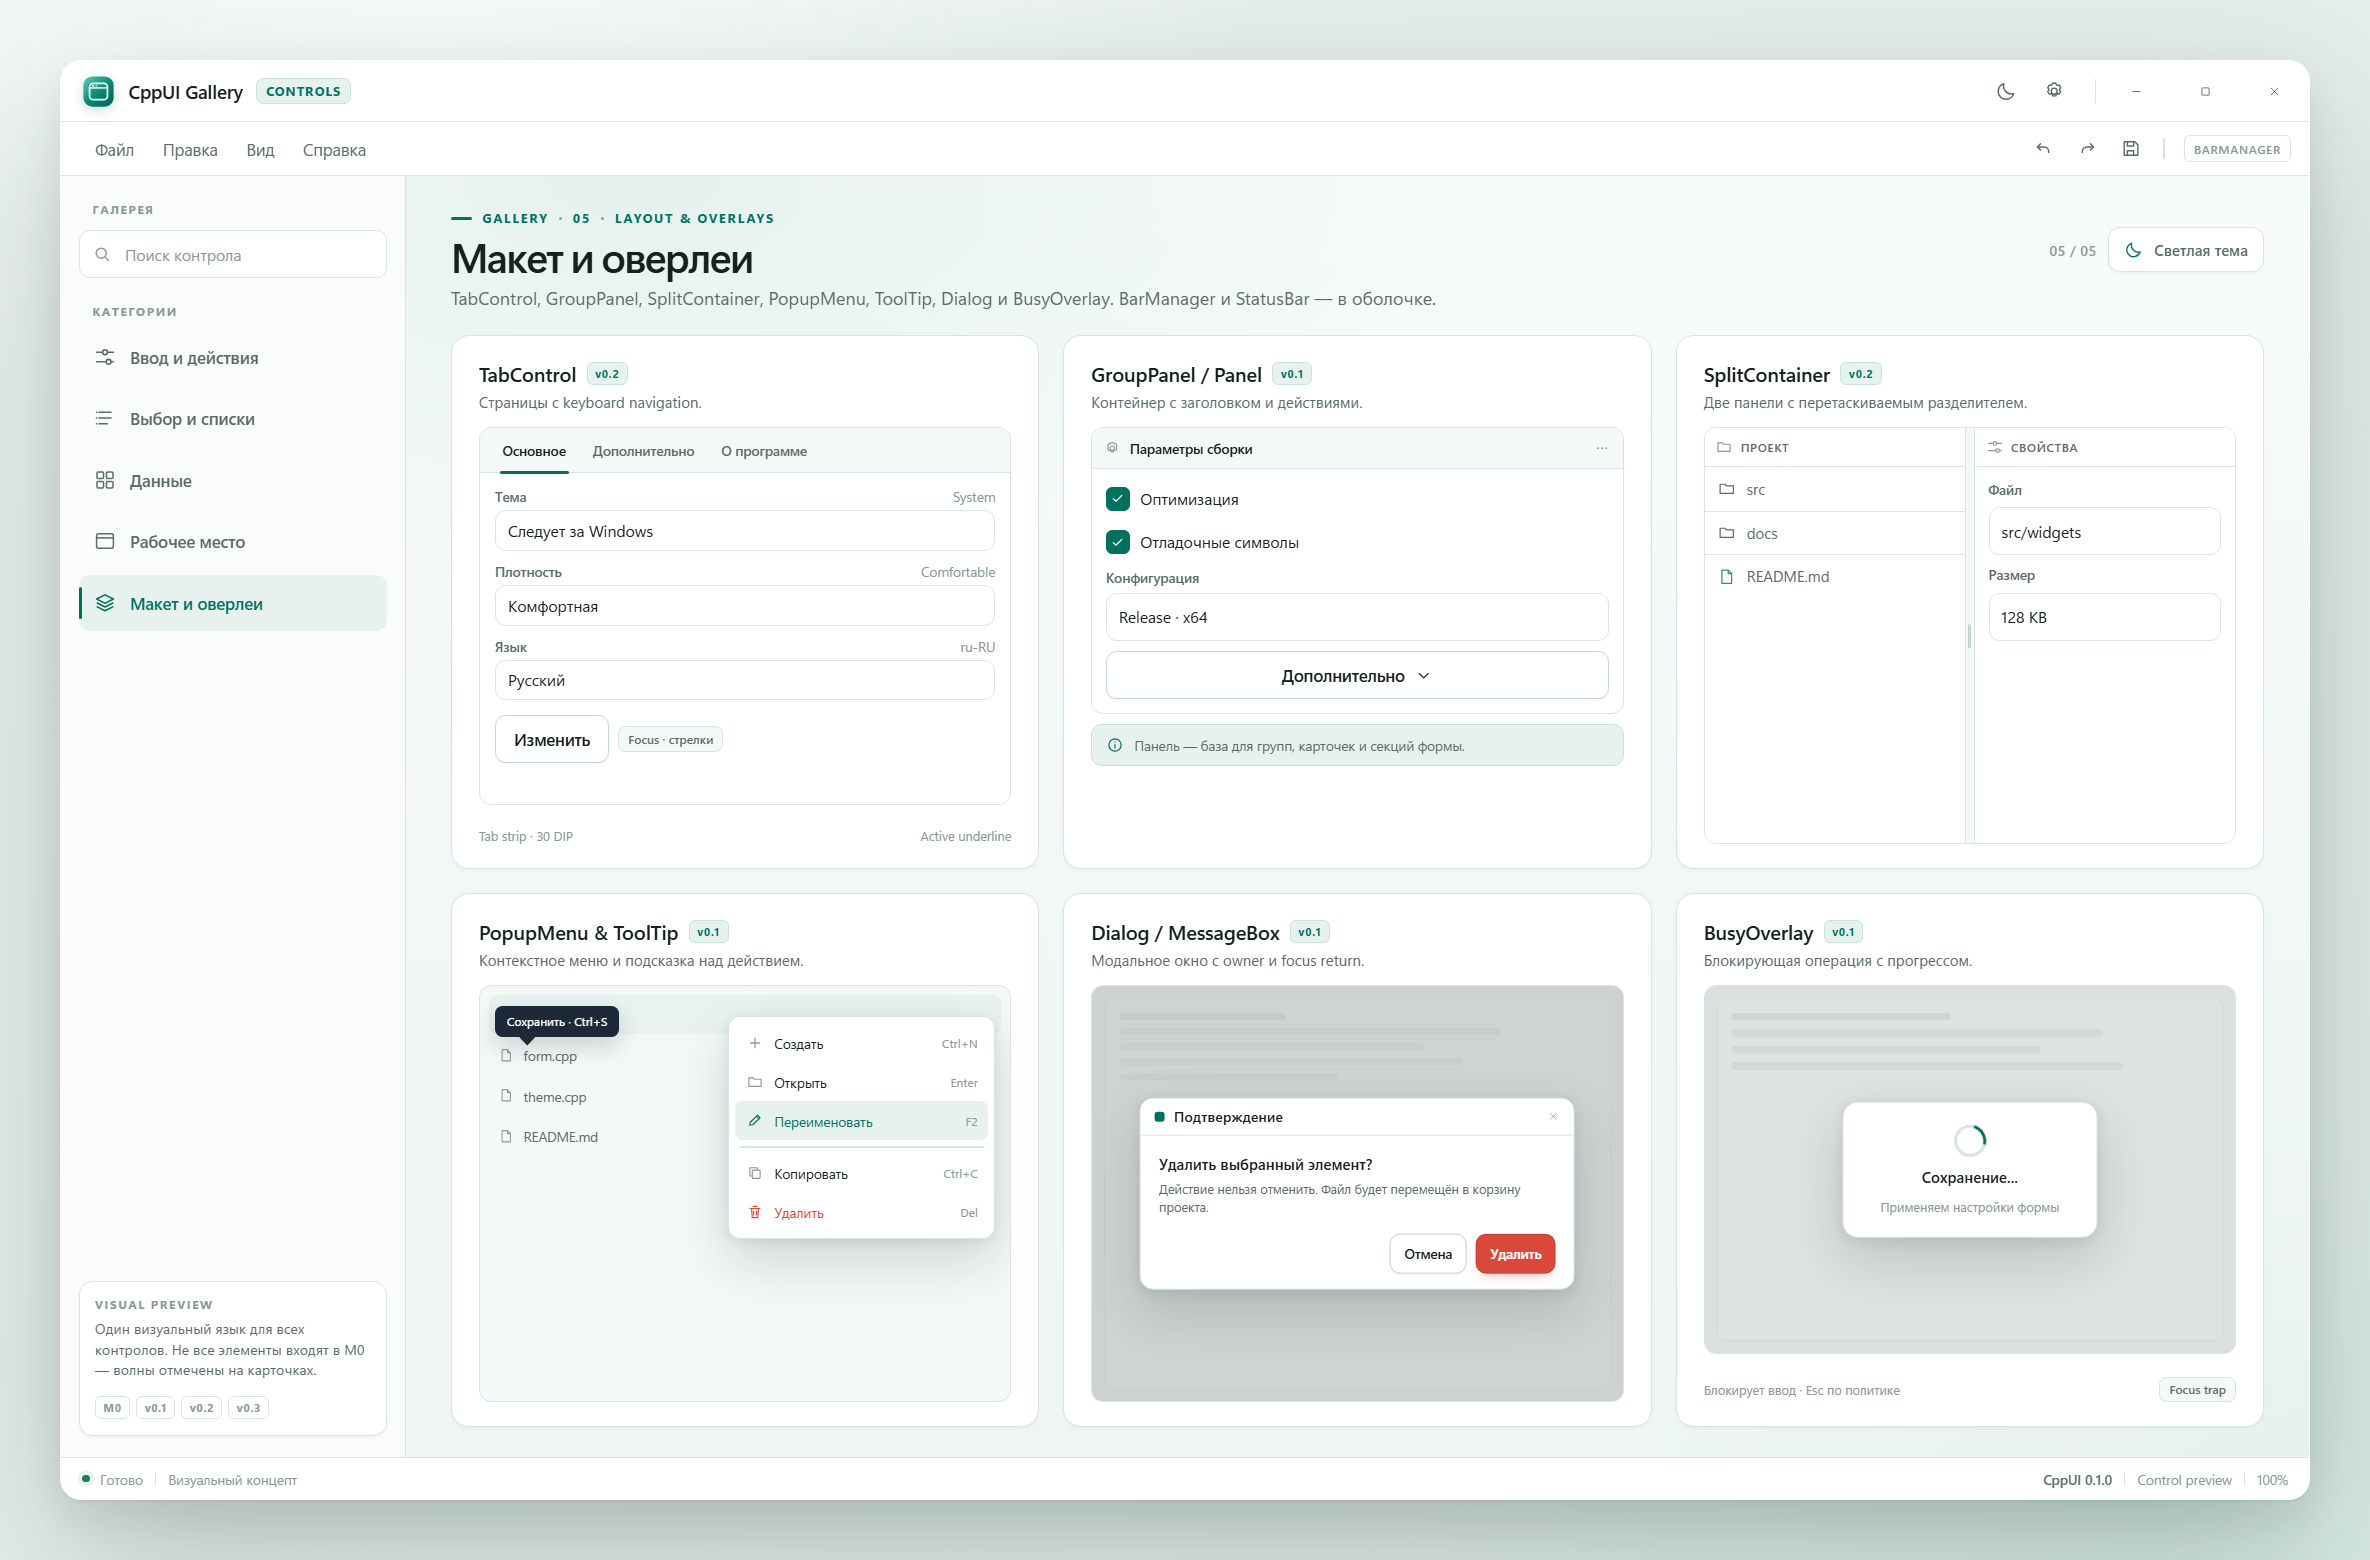 CppUI Gallery CONTROLS
Файл Правка Вид Справка BARMANAGER
ГАЛЕРЕЯ
Поиск контрола
КАТЕГОРИИ
Ввод и действия
Выбор и списки
Данные
Рабочее место
Макет и оверлеи
VISUAL PREVIEW
Один визуальный язык для всех
контролов. Не все элементы входят в M0
— волны отмечены на карточках.
M0 v0.1 v0.2 v0.3
GALLERY · 05 · LAYOUT & OVERLAYS
Макет и оверлеи
05 / 05 Светлая тема
TabControl, GroupPanel, SplitContainer, PopupMenu, ToolTip, Dialog и BusyOverlay. BarManager и StatusBar — в оболочке.
TabControl v0.2
Страницы с keyboard navigation.
Основное Дополнительно О программе
Тема System
Следует за Windows
Плотность Comfortable
Комфортная
Язык ru-RU
Русский
Изменить Focus · стрелки
Tab strip · 30 DIP Active underline
GroupPanel / Panel v0.1
Контейнер с заголовком и действиями.
Параметры сборки ···
Оптимизация
Отладочные символы
Конфигурация
Release · x64
Дополнительно
Панель — база для групп, карточек и секций формы.
SplitContainer v0.2
Две панели с перетаскиваемым разделителем.
ПРОЕКТ
src
docs
README.md
СВОЙСТВА
Файл
src/widgets
Размер
128 KB
PopupMenu & ToolTip v0.1
Контекстное меню и подсказка над действием.
Сохранить · Ctrl+S
form.cpp
theme.cpp
README.md
Создать Ctrl+N
Открыть Enter
Переименовать F2
Копировать Ctrl+C
Удалить Del
Dialog / MessageBox v0.1
Модальное окно с owner и focus return.
Подтверждение
Удалить выбранный элемент?
Действие нельзя отменить. Файл будет перемещён в корзину
проекта.
Отмена Удалить
BusyOverlay v0.1
Блокирующая операция с прогрессом.
Сохранение...
Применяем настройки формы
Блокирует ввод · Esc по политике Focus trap
Готово Визуальный концепт CppUI 0.1.0 Control preview 100%